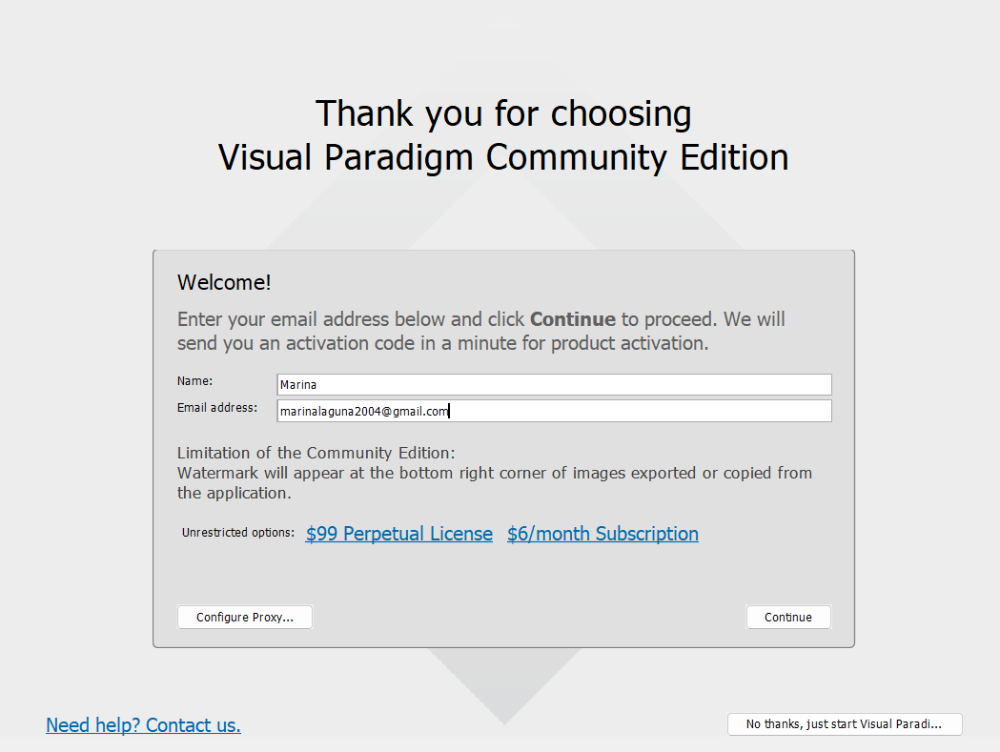 Thank you for choosing
Visual Paradigm Community Edition
Welcome!
Enter your email address below and click Continue to proceed. We will
send you an activation code in a minute for product activation.
Name: Marina
Email address: marinalaguna2004@gmail.com
Limitation of the Community Edition:
Watermark will appear at the bottom right corner of images exported or copied from
the application.
Unrestricted options: $99 Perpetual License $6/month Subscription
Configure Proxy... Continue
Need help? Contact us. No thanks, just start Visual Paradi...